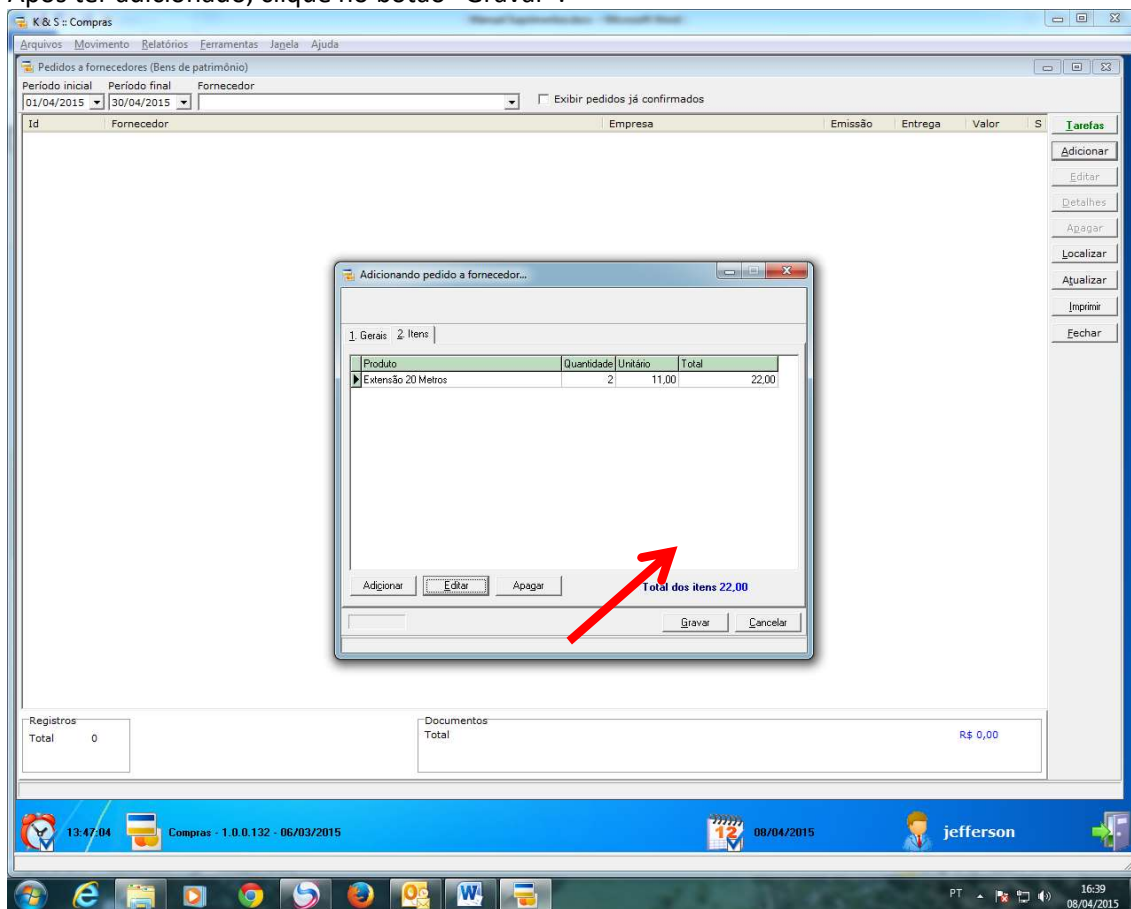 Após ter adicionado, clique no botão "Gravar".
K & S :: Compras
Arquivos Movimento Relatórios Ferramentas Janela Ajuda
Pedidos a fornecedores (Bens de patrimônio)
Período inicial Período final Fornecedor
01/04/2015 30/04/2015 Exibir pedidos já confirmados
Id Fornecedor Empresa Emissão Entrega Valor S
Tarefas
Adicionar
Editar
Detalhes
Apagar
Localizar
Atualizar
Imprimir
Fechar
Adicionando pedido a fornecedor...
1. Gerais 2. Itens
Produto Quantidade Unitário Total
Extensão 20 Metros 2 11,00 22,00
Adicionar Editar Apagar Total dos itens 22,00
Gravar Cancelar
Registros
Total 0
Documentos
Total R$ 0,00
13:47:04 Compras - 1.0.0.132 - 06/03/2015 12 08/04/2015 jefferson
PT 16:39
08/04/2015